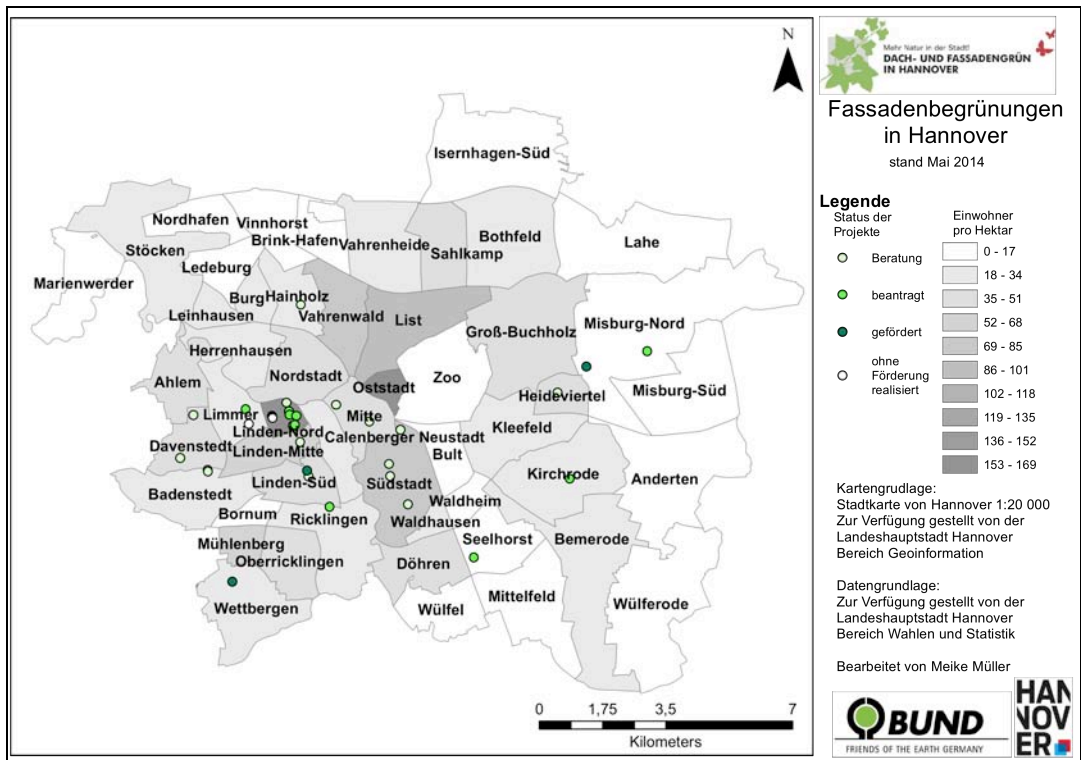 N
Isernhagen-Süd
Nordhafen
Vinnhorst
Brink-Hafen
Vahrenheide
Bothfeld
Sahlkamp
Lahe
Stöcken
Ledeburg
Marienwerder
Burg
Hainholz
Leinhausen
Vahrenwald
List
Groß-Buchholz
Misburg-Nord
Herrenhausen
Ahlem
Nordstadt
Oststadt
Zoo
Misburg-Süd
Heideviertel
Limmer
Mitte
Linden-Nord
Calenberger Neustadt
Kleefeld
Davenstedt
Linden-Mitte
Bult
Badenstedt
Linden-Süd
Südstadt
Kirchrode
Anderten
Bornum
Ricklingen
Waldheim
Waldhausen
Seelhorst
Bemerode
Mühlenberg
Oberricklingen
Döhren
Wettbergen
Wülfel
Mittelfeld
Wülferode
0 1,75 3,5 7
Kilometers
Mehr Natur in der Stadt!
DACH- UND FASSADENGRÜN
IN HANNOVER
Fassadenbegrünungen
in Hannover
stand Mai 2014
Legende
Status der
Projekte
Beratung
beantragt
gefördert
ohne
Förderung
realisiert
Einwohner
pro Hektar
0 - 17
18 - 34
35 - 51
52 - 68
69 - 85
86 - 101
102 - 118
119 - 135
136 - 152
153 - 169
Kartengrudlage:
Stadtkarte von Hannover 1:20 000
Zur Verfügung gestellt von der
Landeshauptstadt Hannover
Bereich Geoinformation
Datengrundlage:
Zur Verfügung gestellt von der
Landeshauptstadt Hannover
Bereich Wahlen und Statistik
Bearbeitet von Meike Müller
BUND
FRIENDS OF THE EARTH GERMANY
HAN
NOV
ER